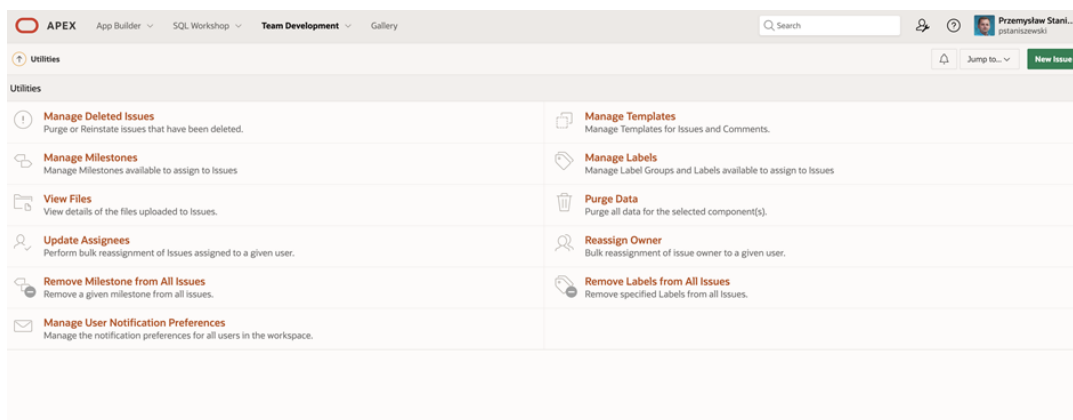 APEX App Builder SQL Workshop Team Development Gallery Search Przemysław Stani...
pstaniszewski
Utilities Jump to... New Issue
Utilities
Manage Deleted Issues
Purge or Reinstate issues that have been deleted.
Manage Templates
Manage Templates for Issues and Comments.
Manage Milestones
Manage Milestones available to assign to Issues
Manage Labels
Manage Label Groups and Labels available to assign to Issues
View Files
View details of the files uploaded to Issues.
Purge Data
Purge all data for the selected component(s).
Update Assignees
Perform bulk reassignment of Issues assigned to a given user.
Reassign Owner
Bulk reassignment of issue owner to a given user.
Remove Milestone from All Issues
Remove a given milestone from all issues.
Remove Labels from All Issues
Remove specified Labels from all Issues.
Manage User Notification Preferences
Manage the notification preferences for all users in the workspace.